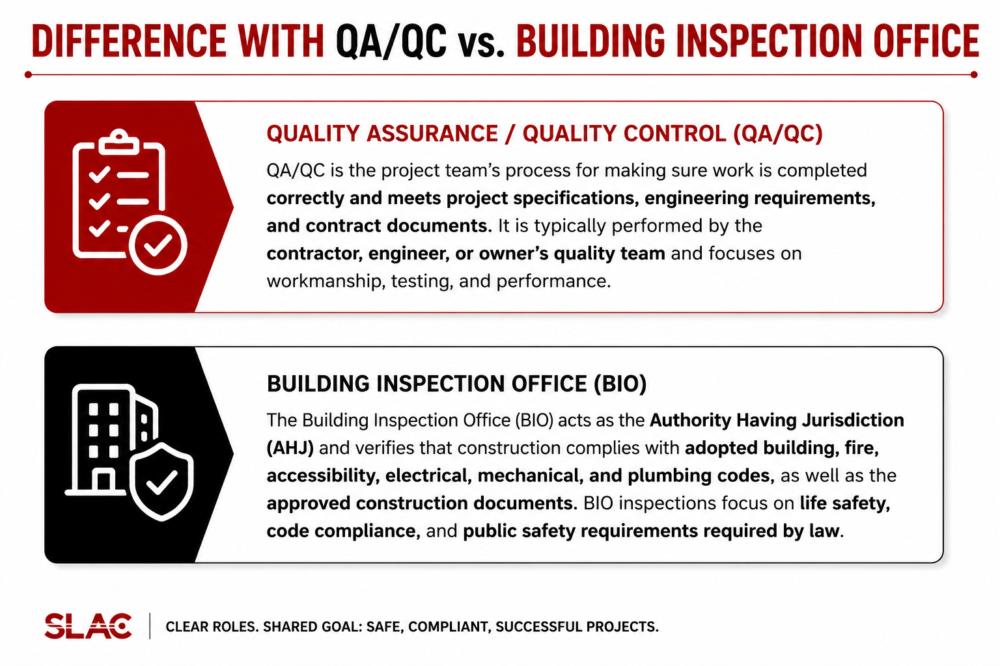 DIFFERENCE WITH QA/QC vs. BUILDING INSPECTION OFFICE
QUALITY ASSURANCE / QUALITY CONTROL (QA/QC)
QA/QC is the project team’s process for making sure work is completed
correctly and meets project specifications, engineering requirements,
and contract documents. It is typically performed by the
contractor, engineer, or owner’s quality team and focuses on
workmanship, testing, and performance.
BUILDING INSPECTION OFFICE (BIO)
The Building Inspection Office (BIO) acts as the Authority Having Jurisdiction
(AHJ) and verifies that construction complies with adopted building, fire,
accessibility, electrical, mechanical, and plumbing codes, as well as the
approved construction documents. BIO inspections focus on life safety,
code compliance, and public safety requirements required by law.
SLAC
CLEAR ROLES. SHARED GOAL: SAFE, COMPLIANT, SUCCESSFUL PROJECTS.